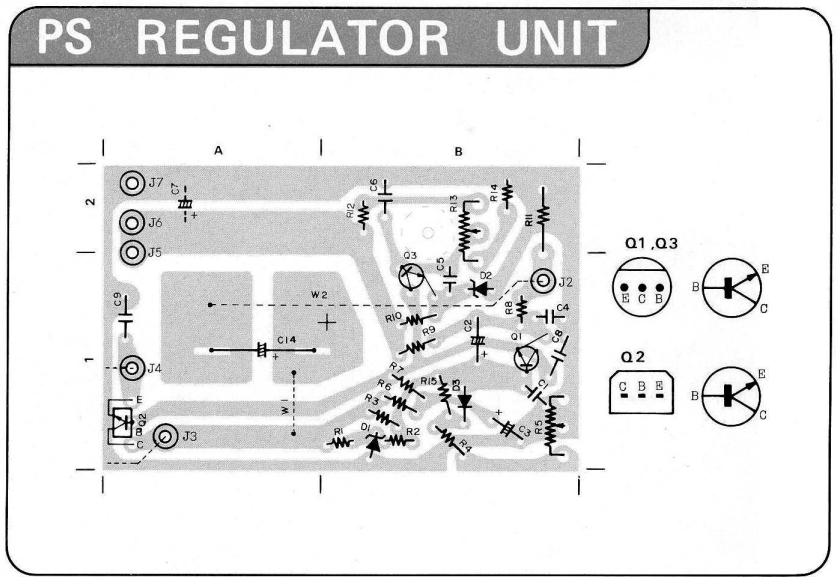 PS REGULATOR UNIT
A B
2
J7
C7
+
C6
R12
R13
R14
R11
J6
J5
Q3
C5
D2
J2
Q1, Q3
E C B
B
E
C
W2
C9
R10
R9
C2
+
R8
C4
Q1
C8
1
C14
+
J4
W1
R7
R6
R3
R15
D3
C1
Q2
C B E
B
E
C
E
B
Q2
C
J3
R1
D1
R2
R4
+
C3
R5